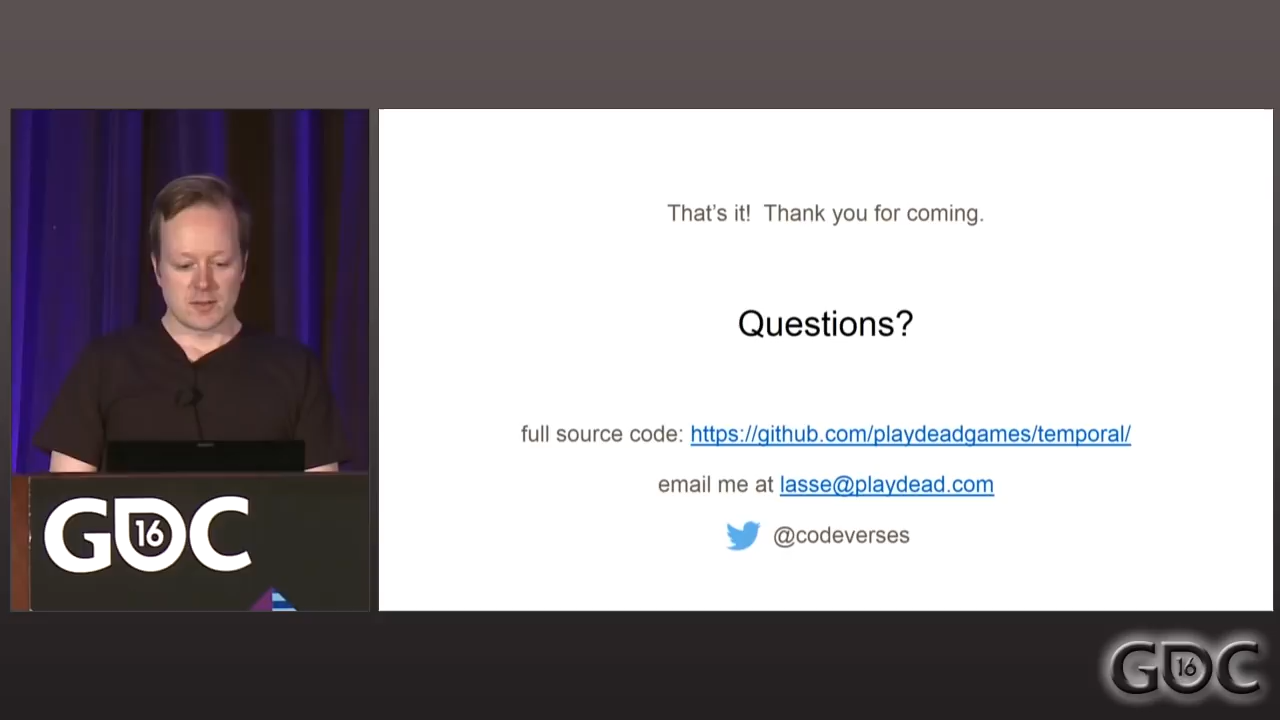 That's it!  Thank you for coming.
Questions?
full source code: https://github.com/playdeadgames/temporal/
email me at lasse@playdead.com
@codeverses
GDC 16
GDC 16